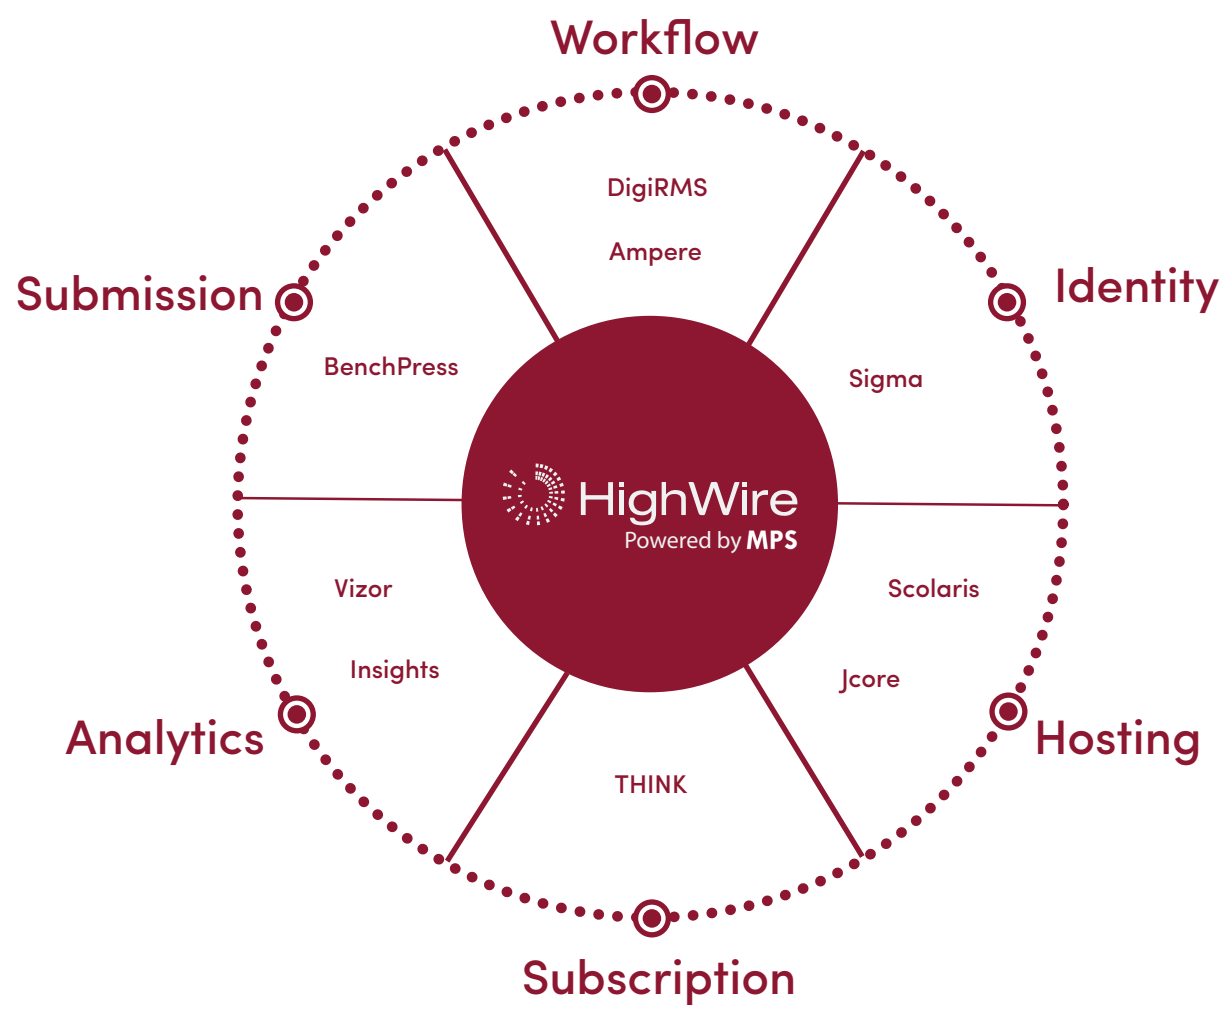 Workflow
DigiRMS
Ampere
Submission
Identity
BenchPress
Sigma
HighWire
Powered by MPS
Vizor
Scolaris
Insights
Jcore
Analytics
Hosting
THINK
Subscription